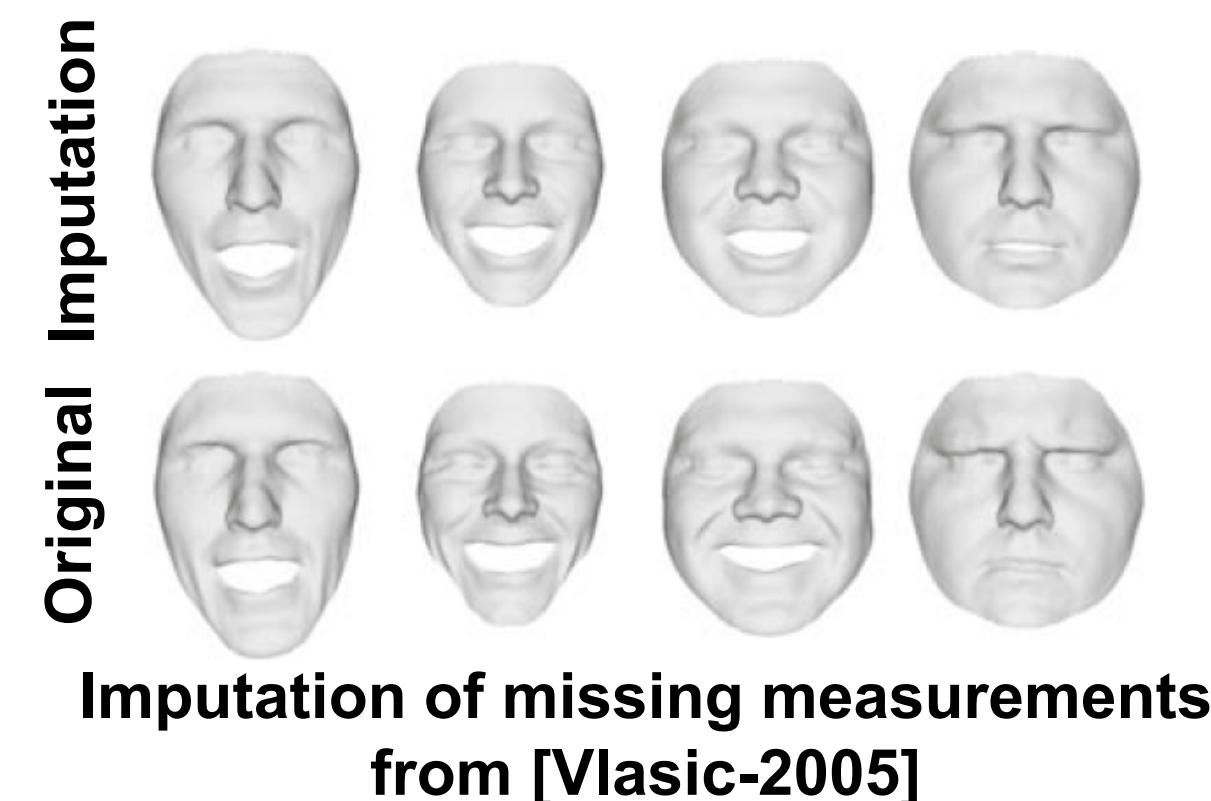 Imputation
Original
Imputation of missing measurements
from [Vlasic-2005]